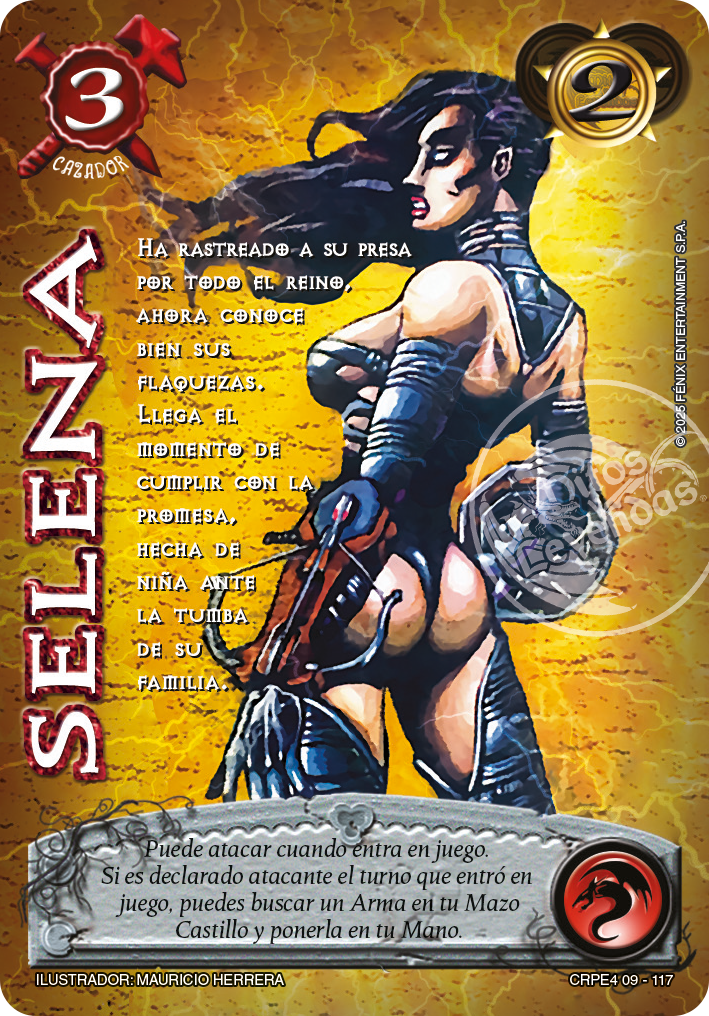 3
CAZADOR
2
SELENA
Ha rastreado a su presa
por todo el reino,
ahora conoce
bien sus
flaquezas.
Llega el
momento de
cumplir con la
promesa,
hecha de
niña ante
la tumba
de su
familia.
© 2025 FÉNIX ENTERTAINMENT S.P.A.
Mitos
y Leyendas
Puede atacar cuando entra en juego.
Si es declarado atacante el turno que entró en
juego, puedes buscar un Arma en tu Mazo
Castillo y ponerla en tu Mano.
ILUSTRADOR: MAURICIO HERRERA
CRPE4 09 - 117